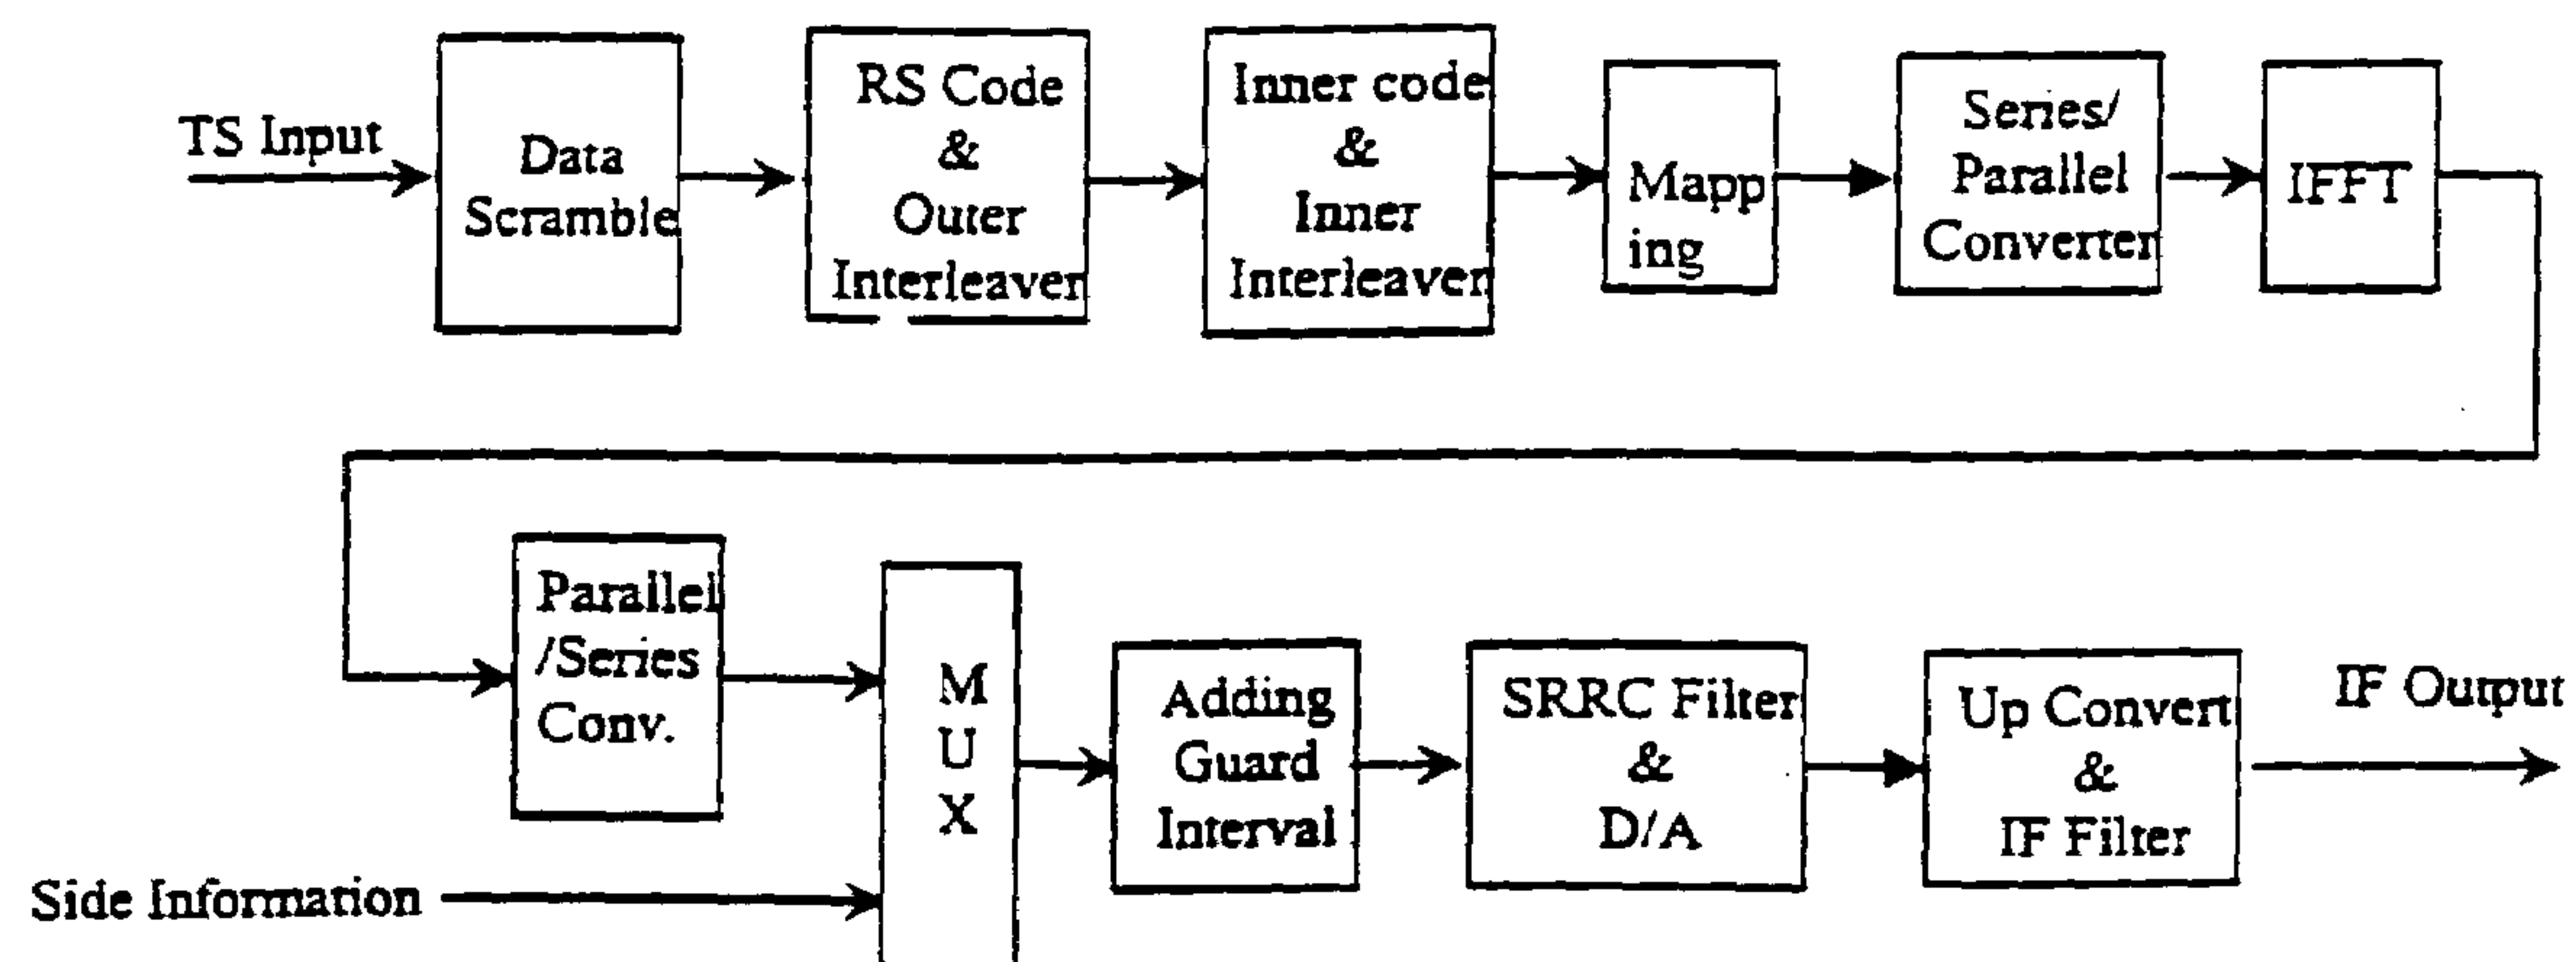 TS Input
Data
Scramble
RS Code
&
Outer
Interleaver
Inner code
&
Inner
Interleaver
Mapp
ing
Series/
Parallel
Converter
IFFT
Parallel
/Series
Conv.
M
U
X
Side Information
Adding
Guard
Interval
SRRC Filter
&
D/A
Up Convert
&
IF Filter
IF Output